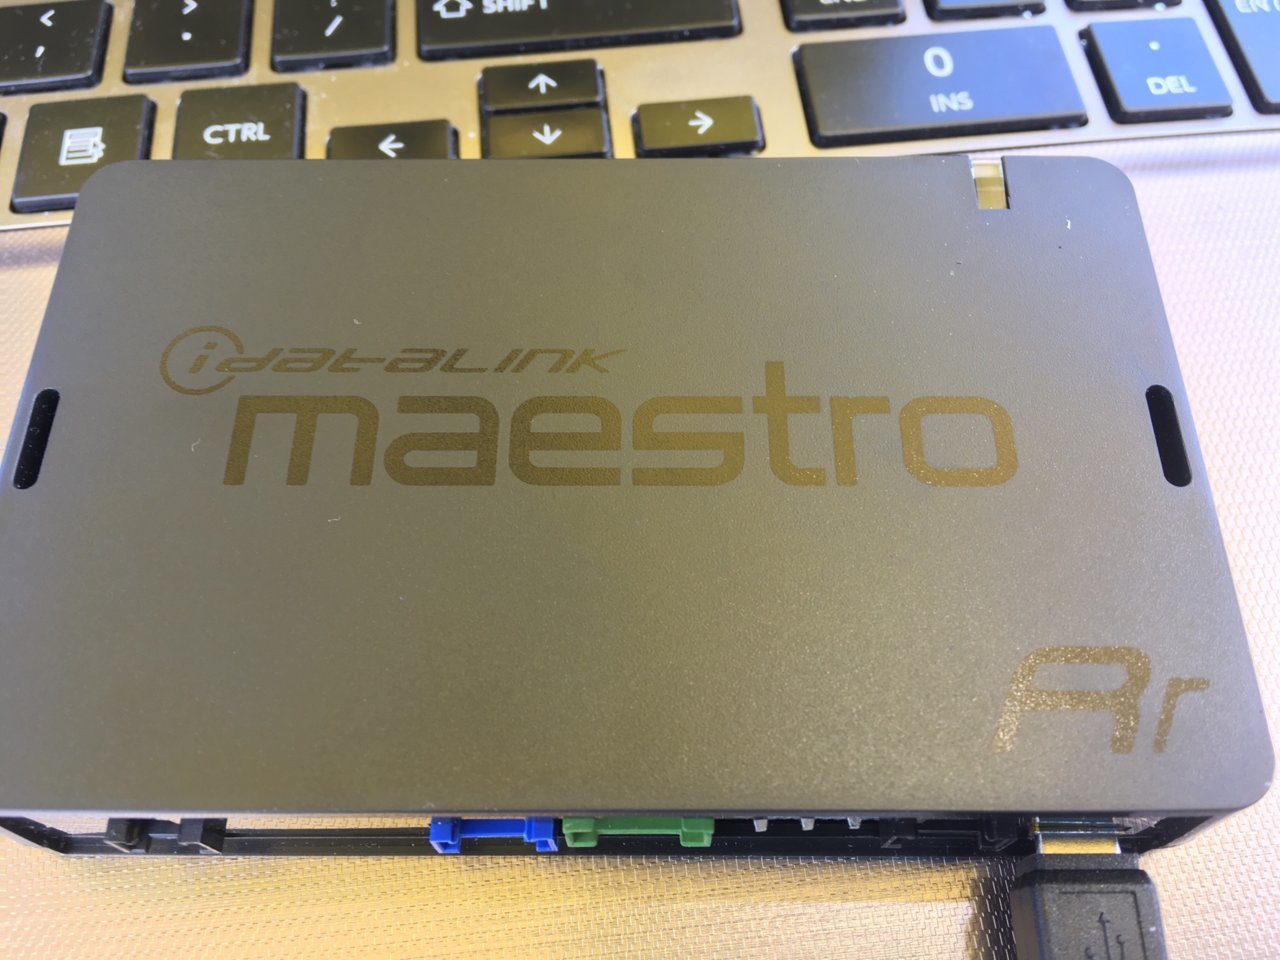 <
,
>
.
/
SHIFT
0
INS
DEL
CTRL
idataLink
maestro
Rr